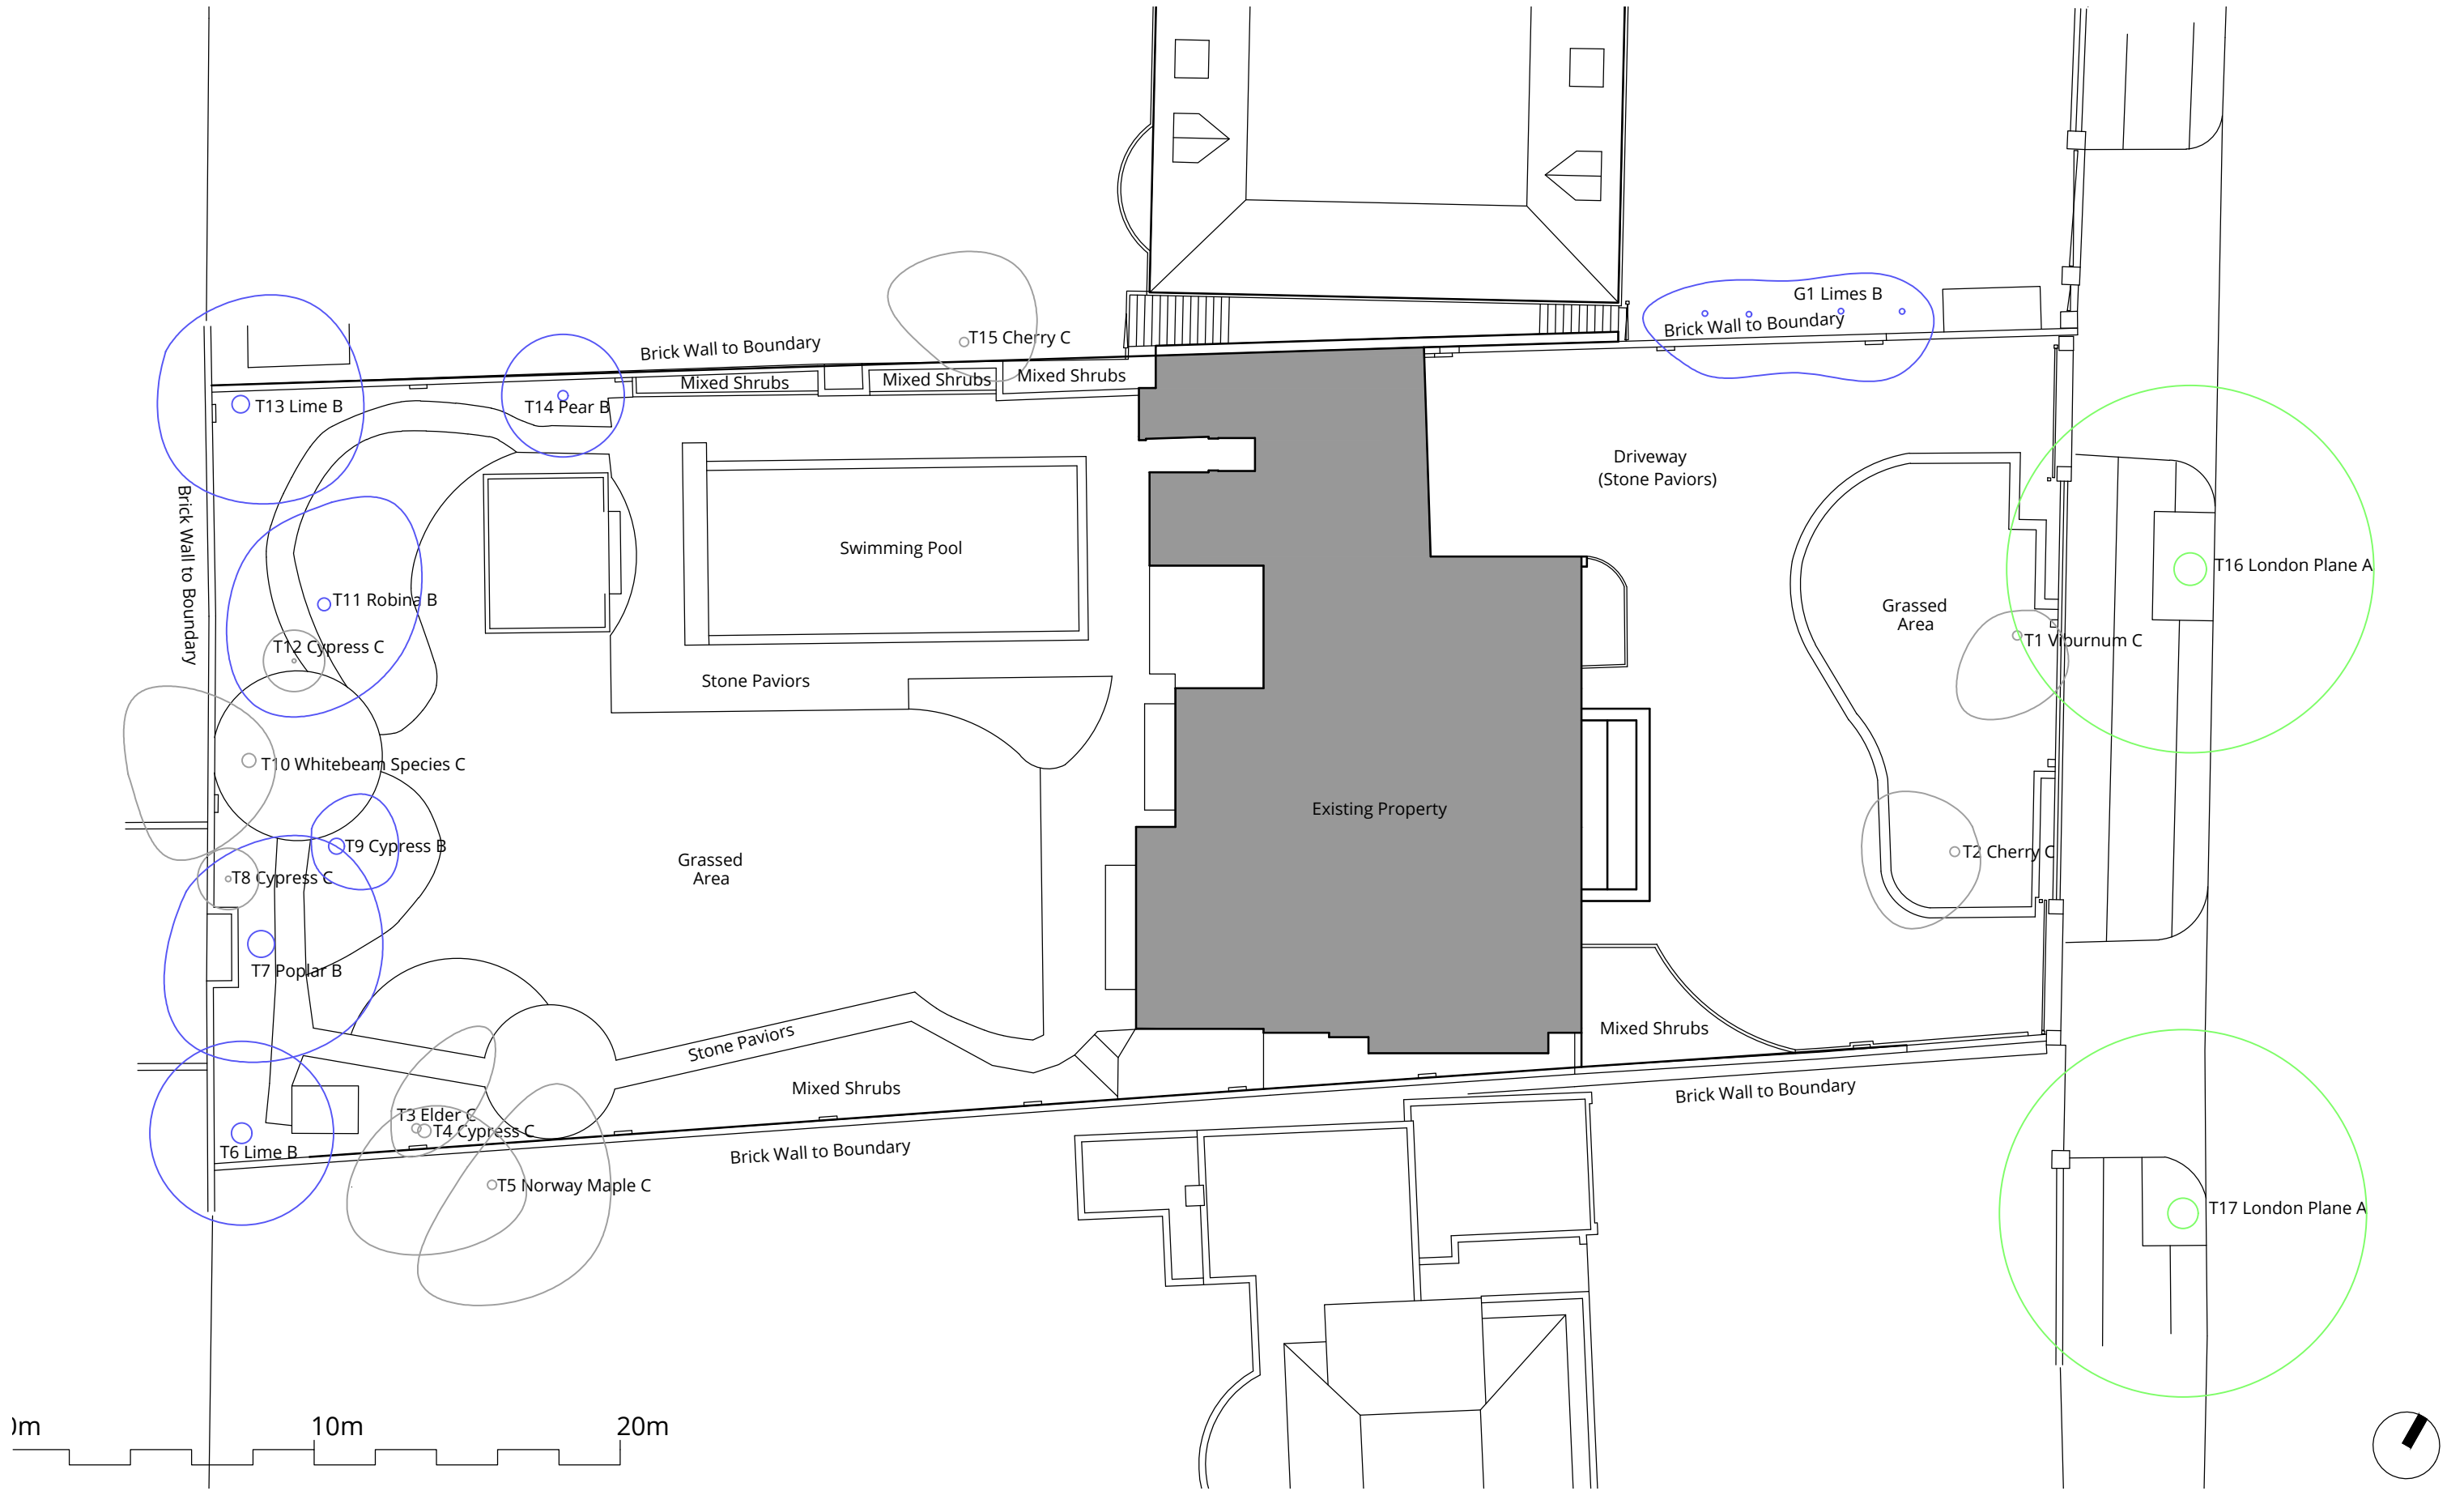 G1 Limes B
Brick Wall to Boundary
T15 Cherry C
Brick Wall to Boundary
Mixed Shrubs
Mixed Shrubs
Mixed Shrubs
T13 Lime B
T14 Pear B
Driveway
(Stone Paviors)
Brick Wall to Boundary
Swimming Pool
T16 London Plane A
T11 Robina B
Grassed
Area
T1 Viburnum C
T12 Cypress C
Stone Paviors
T10 Whitebeam Species C
Existing Property
T9 Cypress B
T2 Cherry C
Grassed
Area
T8 Cypress C
T7 Poplar B
Mixed Shrubs
Stone Paviors
Mixed Shrubs
Brick Wall to Boundary
T3 Elder C
T4 Cypress C
T6 Lime B
Brick Wall to Boundary
T5 Norway Maple C
T17 London Plane A
0m
10m
20m